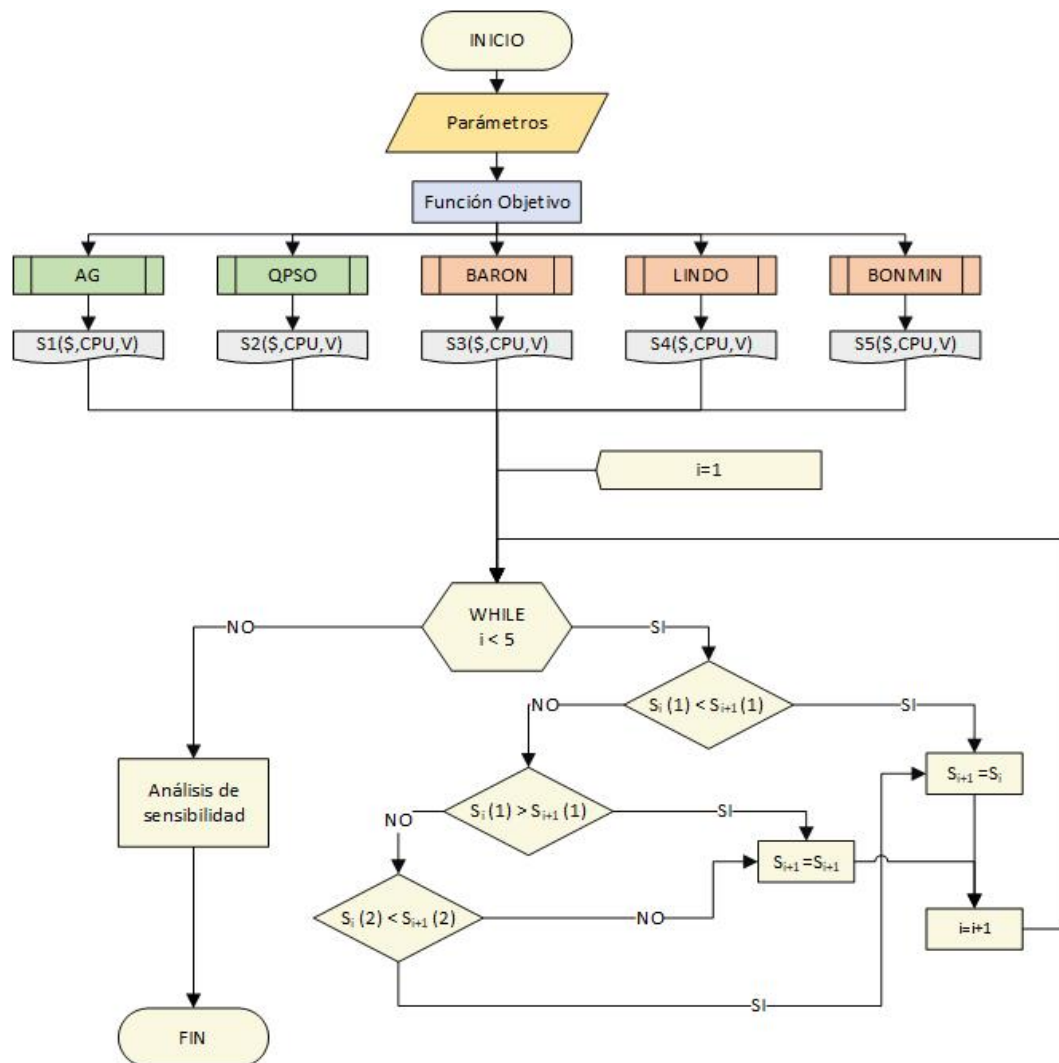 INICIO
Parámetros
Función Objetivo
AG
QPSO
BARON
LINDO
BONMIN
S1($,CPU,V)
S2($,CPU,V)
S3($,CPU,V)
S4($,CPU,V)
S5($,CPU,V)
i=1
WHILE
i < 5
NO
SI
Sᵢ (1) < Sᵢ₊₁ (1)
NO
SI
Análisis de
sensibilidad
Sᵢ₊₁ =Sᵢ
Sᵢ (1) > Sᵢ₊₁ (1)
NO
SI
Sᵢ₊₁ =Sᵢ₊₁
Sᵢ (2) < Sᵢ₊₁ (2)
NO
i=i+1
SI
FIN